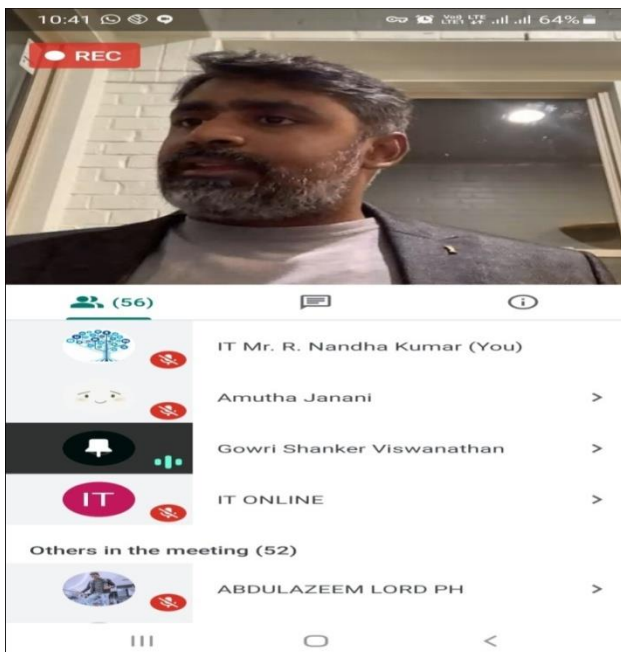 10:41 64%
REC
(56)
IT Mr. R. Nandha Kumar (You)
Amutha Janani
Gowri Shanker Viswanathan
IT IT ONLINE
Others in the meeting (52)
ABDULAZEEM LORD PH